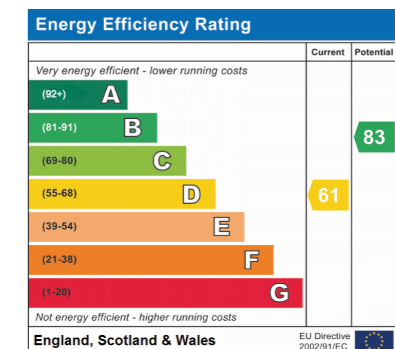 Energy Efficiency Rating
Current Potential
Very energy efficient - lower running costs
(92+) A
(81-91) B
83
(69-80) C
(55-68) D 61
(39-54) E
(21-38) F
(1-20) G
Not energy efficient - higher running costs
England, Scotland & Wales
EU Directive
2002/91/EC